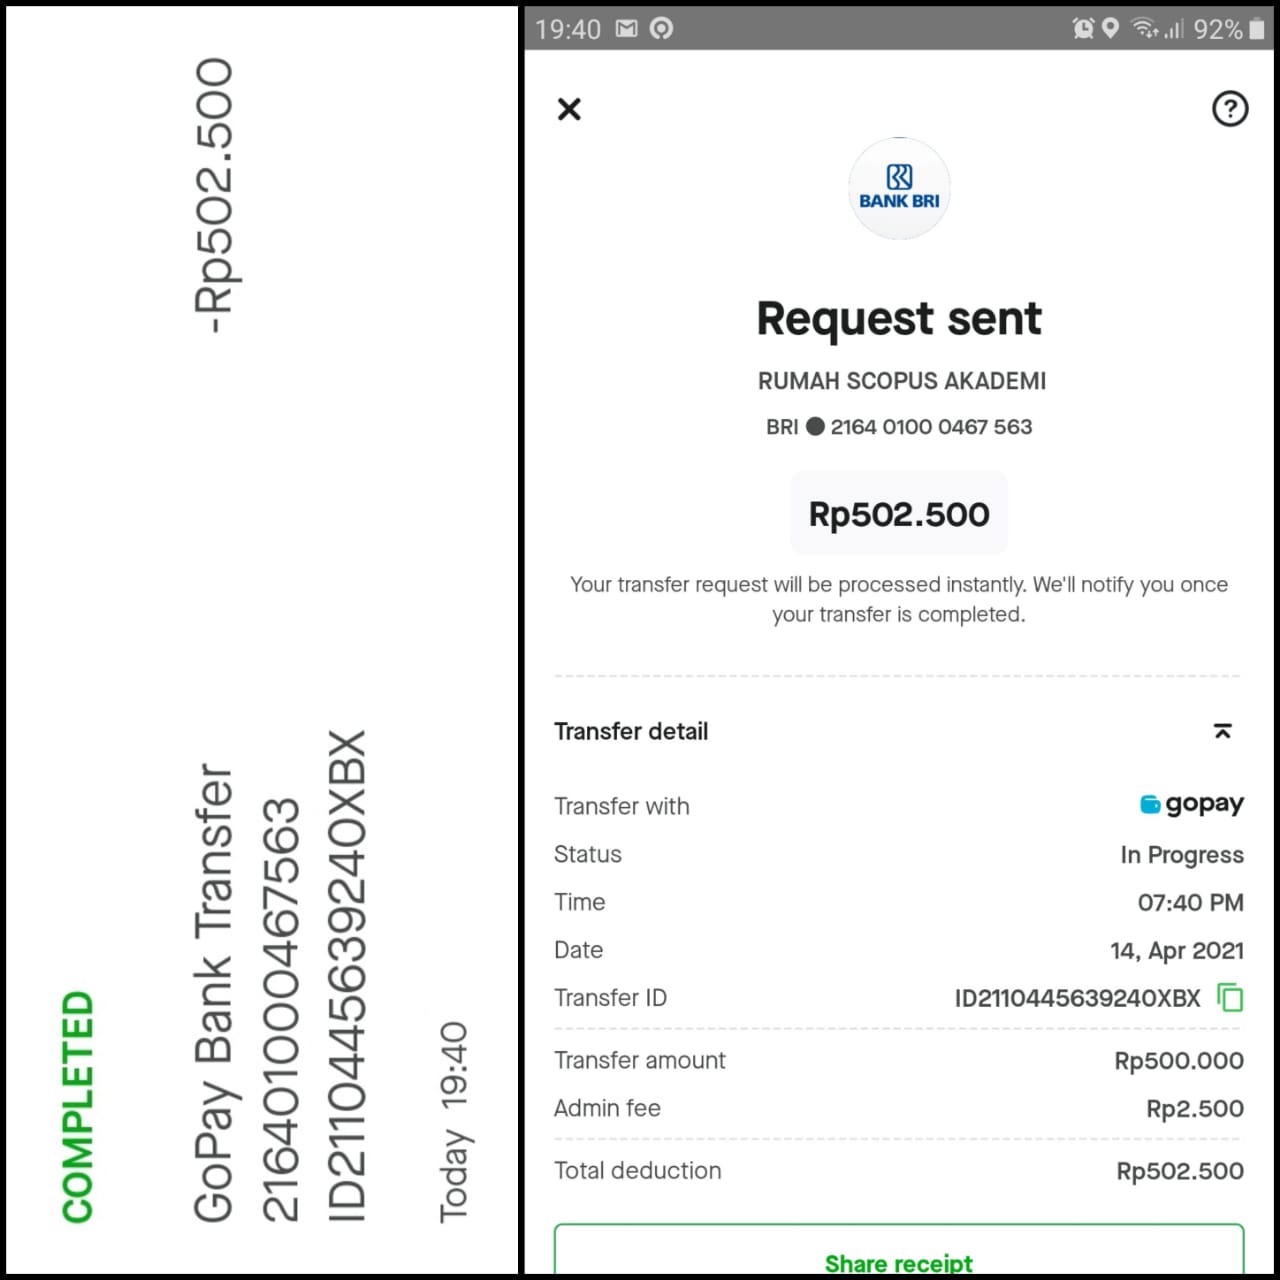 COMPLETED
GoPay Bank Transfer -Rp502.500
216401000467563
ID2110445639240XBX
Today 19:40
19:40 92%
BANK BRI
Request sent
RUMAH SCOPUS AKADEMI
BRI ● 2164 0100 0467 563
Rp502.500
Your transfer request will be processed instantly. We'll notify you once
your transfer is completed.
Transfer detail
Transfer with gopay
Status In Progress
Time 07:40 PM
Date 14, Apr 2021
Transfer ID ID2110445639240XBX
Transfer amount Rp500.000
Admin fee Rp2.500
Total deduction Rp502.500
Share receipt